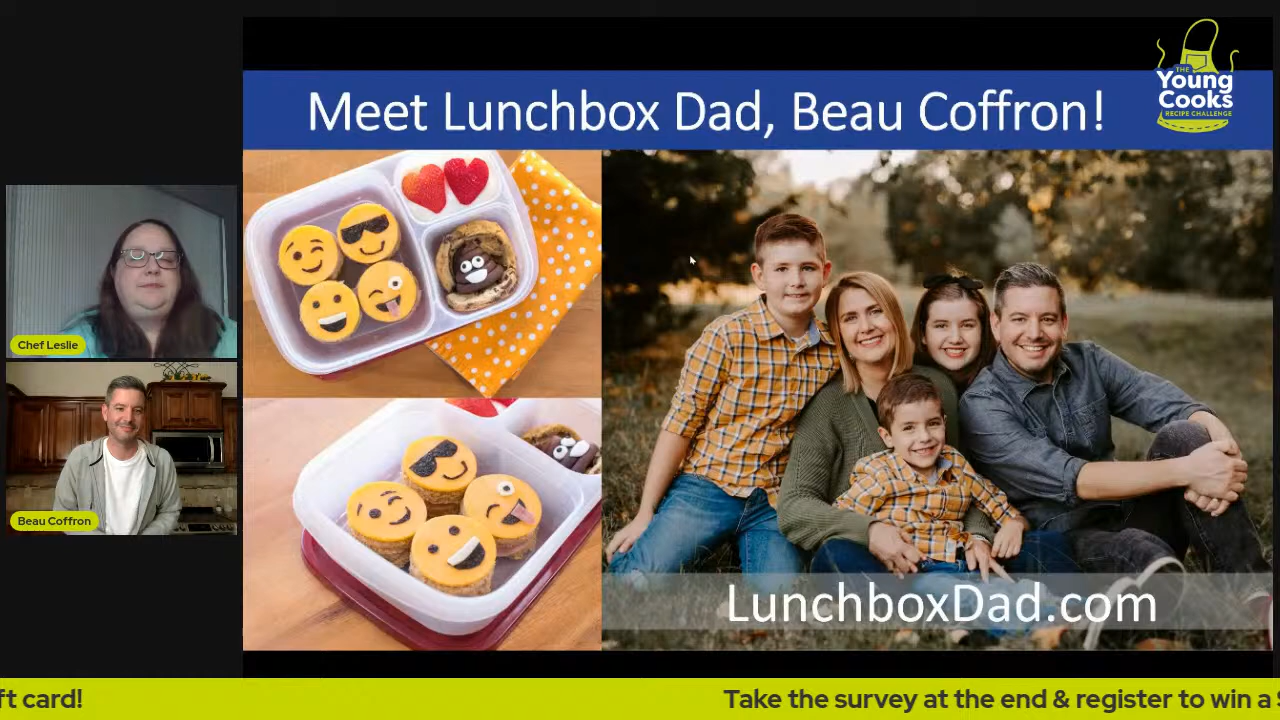 Meet Lunchbox Dad, Beau Coffron!
THE
Young
Cooks
RECIPE CHALLENGE
Chef Leslie
Beau Coffron
LunchboxDad.com
ft card!
Take the survey at the end & register to win a